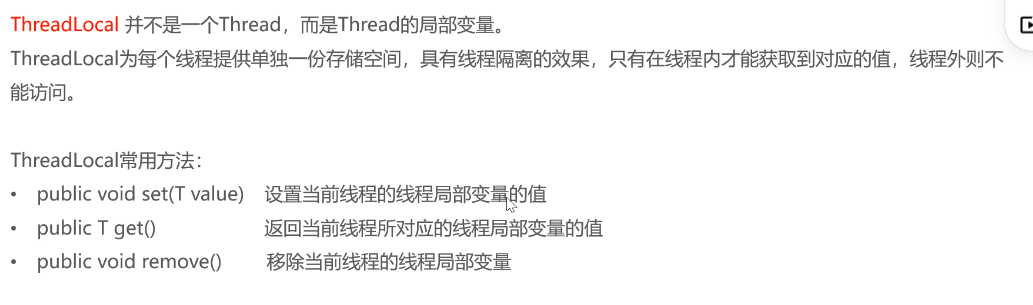 ThreadLocal 并不是一个Thread，而是Thread的局部变量。
ThreadLocal为每个线程提供单独一份存储空间，具有线程隔离的效果，只有在线程内才能获取到对应的值，线程外则不
能访问。
ThreadLocal常用方法：
• public void set(T value) 设置当前线程的线程局部变量的值
• public T get() 返回当前线程所对应的线程局部变量的值
• public void remove() 移除当前线程的线程局部变量